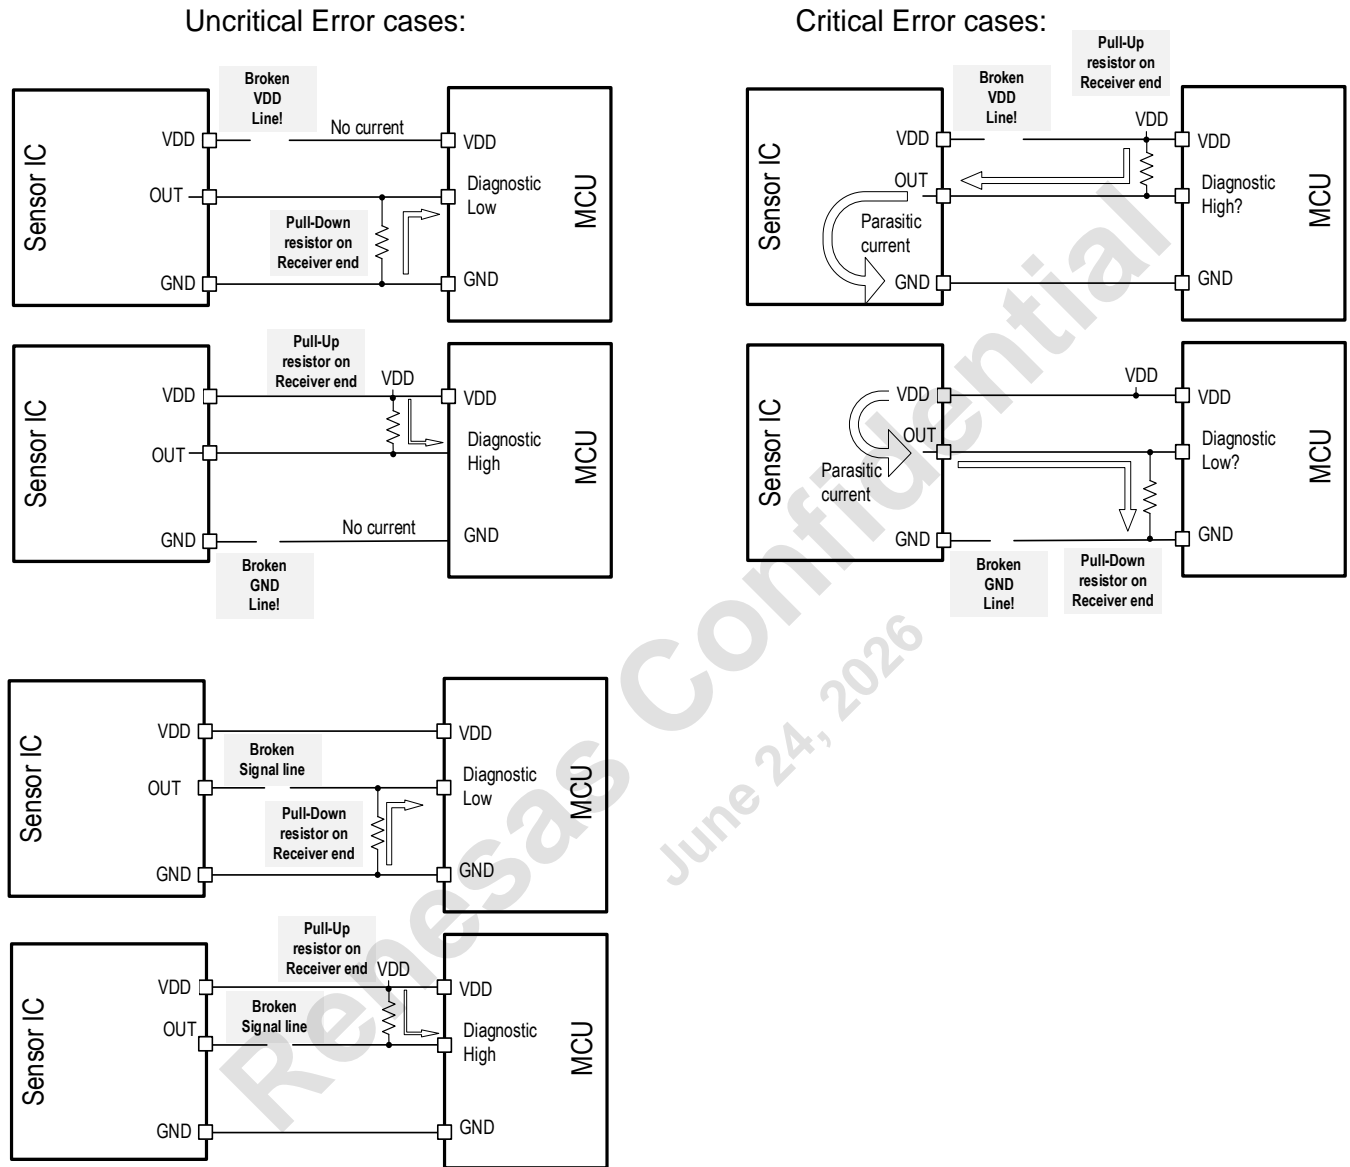 Uncritical Error cases:
Critical Error cases:
Broken
VDD
Line!
No current
Sensor IC
VDD
OUT
GND
Pull-Down
resistor on
Receiver end
VDD
Diagnostic
Low
GND
MCU
Pull-Up
resistor on
Receiver end
Broken
VDD
Line!
VDD
Sensor IC
VDD
OUT
Parasitic
current
GND
VDD
Diagnostic
High?
GND
MCU
Pull-Up
resistor on
Receiver end
VDD
Sensor IC
VDD
OUT
GND
No current
Broken
GND
Line!
VDD
Diagnostic
High
GND
MCU
Sensor IC
VDD
OUT
Parasitic
current
GND
VDD
Broken
GND
Line!
Pull-Down
resistor on
Receiver end
VDD
Diagnostic
Low?
GND
MCU
Sensor IC
VDD
OUT
GND
Broken
Signal line
Pull-Down
resistor on
Receiver end
VDD
Diagnostic
Low
GND
MCU
Pull-Up
resistor on
Receiver end
VDD
Sensor IC
VDD
OUT
GND
Broken
Signal line
VDD
Diagnostic
High
GND
MCU
Renesas Confidential
June 24, 2026